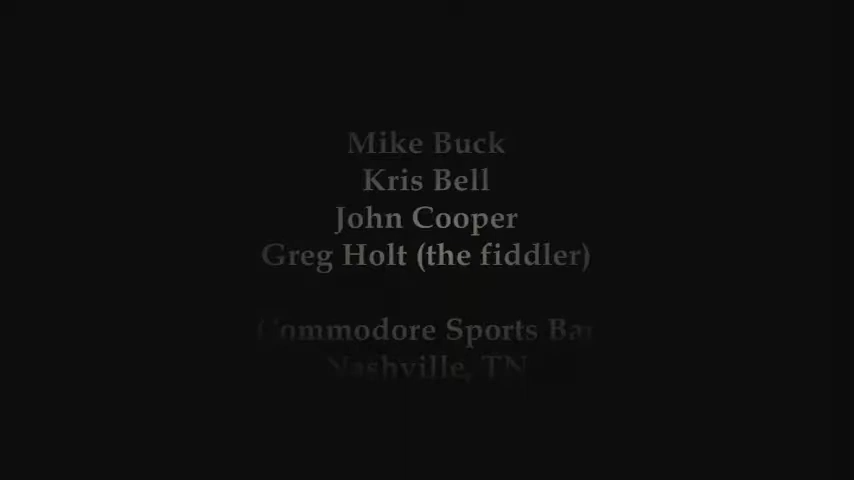 Mike Buck
Kris Bell
John Cooper
Greg Holt (the fiddler)
Commodore Sports Bar
Nashville, TN